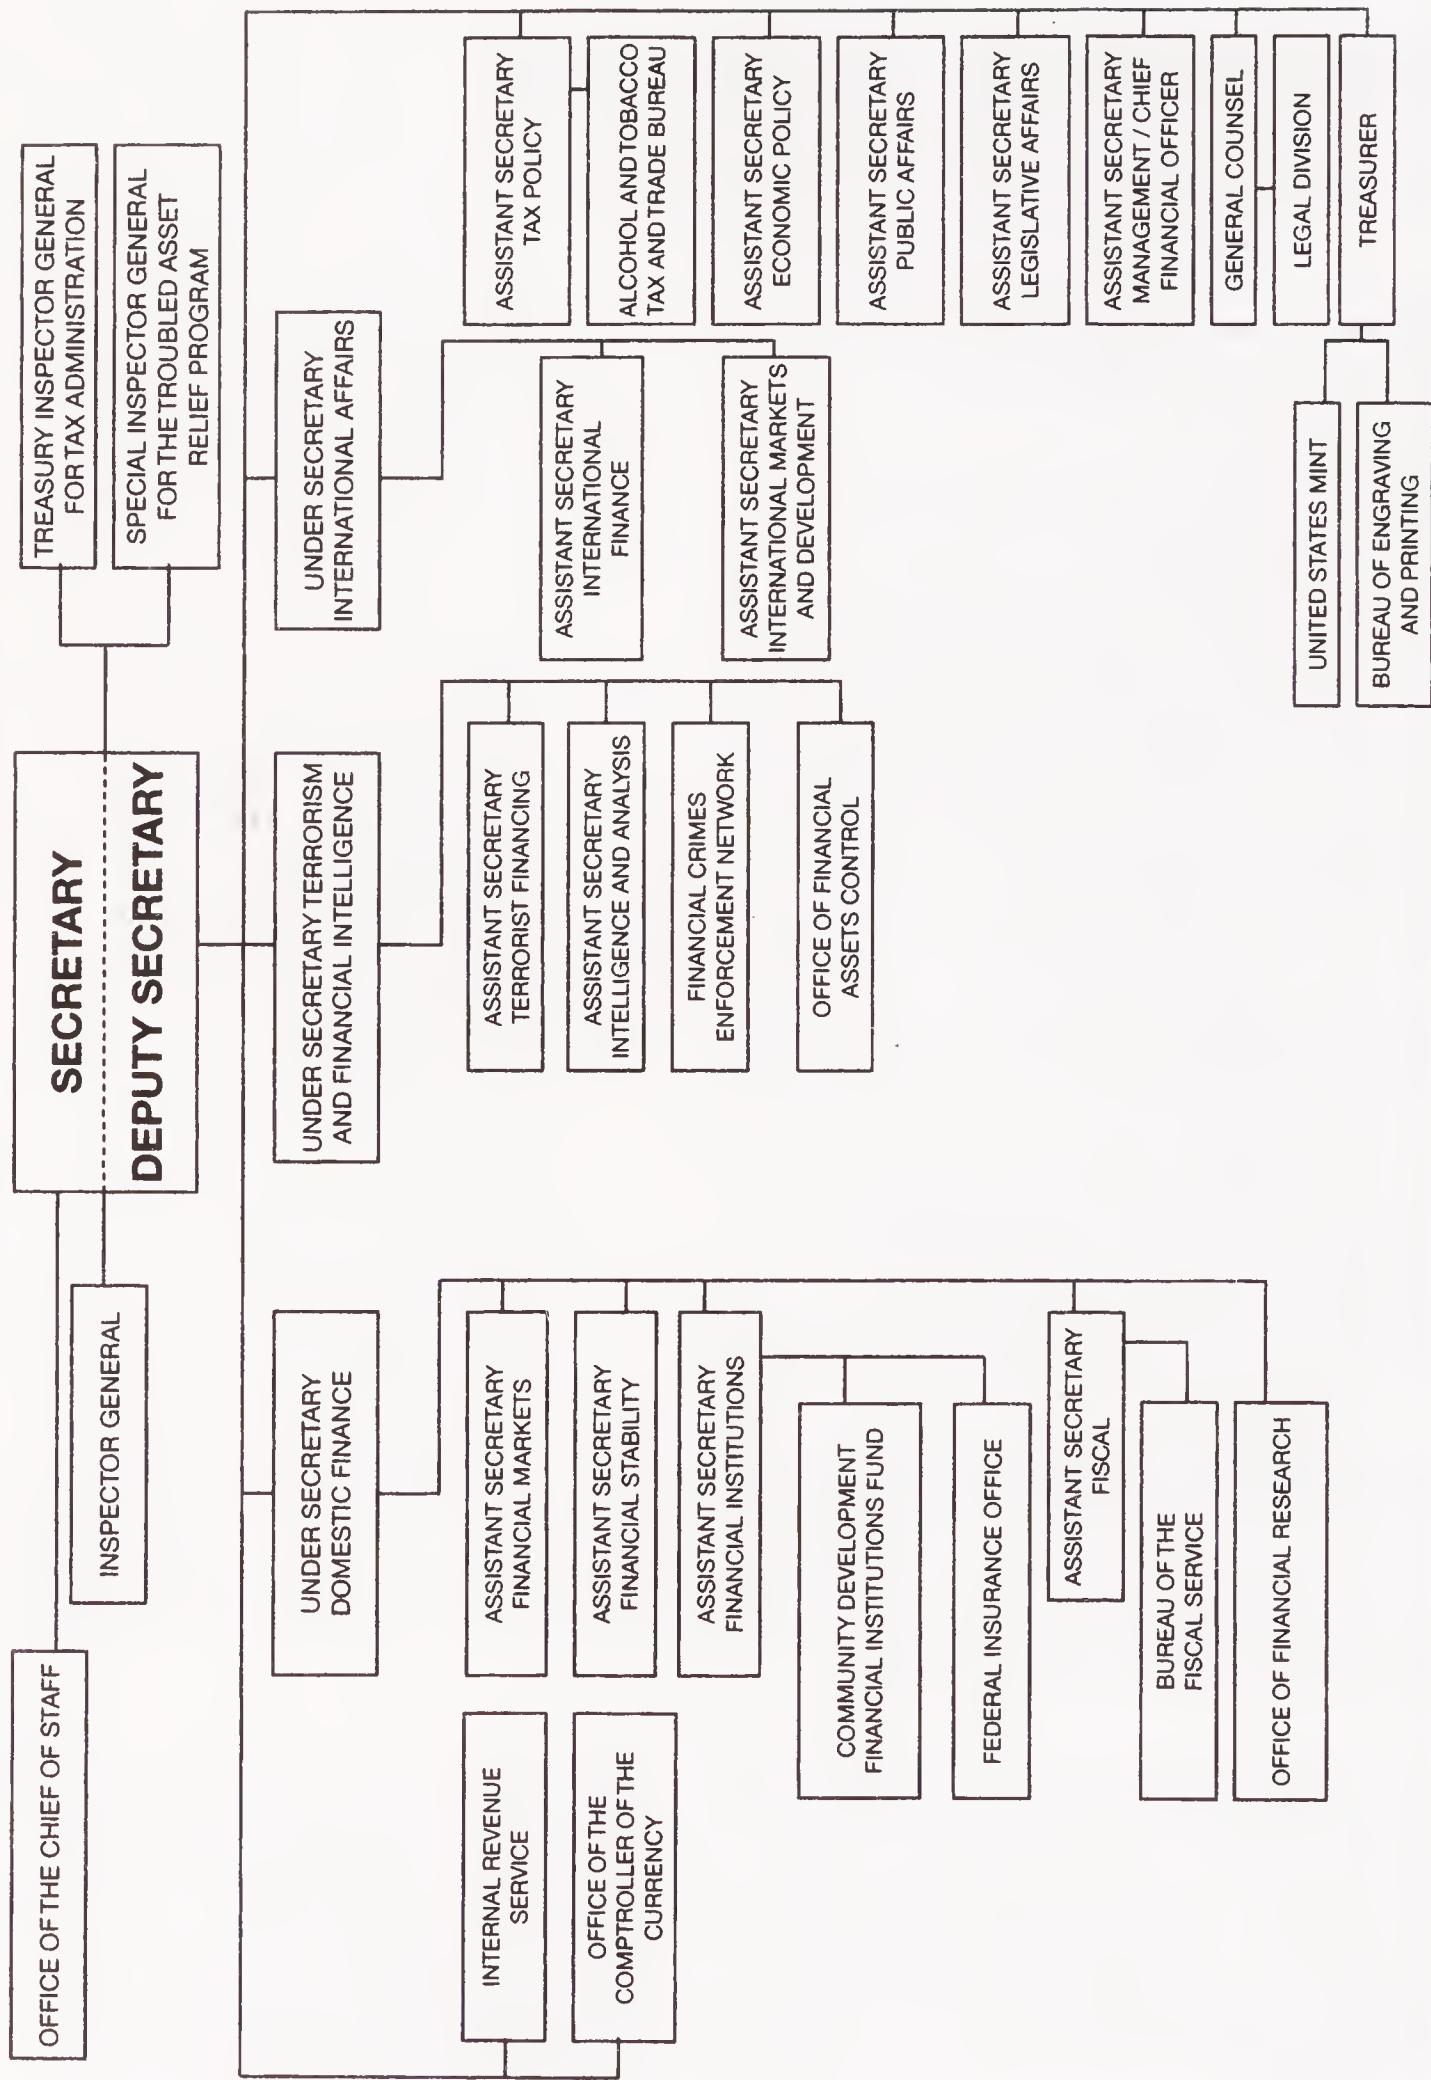 OFFICE OF THE CHIEF OF STAFF
INSPECTOR GENERAL
SECRETARY
DEPUTY SECRETARY
TREASURY INSPECTOR GENERAL
FOR TAX ADMINISTRATION
SPECIAL INSPECTOR GENERAL
FOR THE TROUBLED ASSET
RELIEF PROGRAM
UNDER SECRETARY
DOMESTIC FINANCE
UNDER SECRETARY TERRORISM
AND FINANCIAL INTELLIGENCE
UNDER SECRETARY
INTERNATIONAL AFFAIRS
INTERNAL REVENUE
SERVICE
OFFICE OF THE
COMPTROLLER OF THE
CURRENCY
ASSISTANT SECRETARY
FINANCIAL MARKETS
ASSISTANT SECRETARY
FINANCIAL STABILITY
ASSISTANT SECRETARY
FINANCIAL INSTITUTIONS
COMMUNITY DEVELOPMENT
FINANCIAL INSTITUTIONS FUND
FEDERAL INSURANCE OFFICE
ASSISTANT SECRETARY
FISCAL
BUREAU OF THE
FISCAL SERVICE
OFFICE OF FINANCIAL RESEARCH
ASSISTANT SECRETARY
TERRORIST FINANCING
ASSISTANT SECRETARY
INTELLIGENCE AND ANALYSIS
FINANCIAL CRIMES
ENFORCEMENT NETWORK
OFFICE OF FINANCIAL
ASSETS CONTROL
ASSISTANT SECRETARY
INTERNATIONAL
FINANCE
ASSISTANT SECRETARY
INTERNATIONAL MARKETS
AND DEVELOPMENT
ASSISTANT SECRETARY
TAX POLICY
ALCOHOL AND TOBACCO
TAX AND TRADE BUREAU
ASSISTANT SECRETARY
ECONOMIC POLICY
ASSISTANT SECRETARY
PUBLIC AFFAIRS
ASSISTANT SECRETARY
LEGISLATIVE AFFAIRS
ASSISTANT SECRETARY
MANAGEMENT / CHIEF
FINANCIAL OFFICER
GENERAL COUNSEL
LEGAL DIVISION
TREASURER
UNITED STATES MINT
BUREAU OF ENGRAVING
AND PRINTING